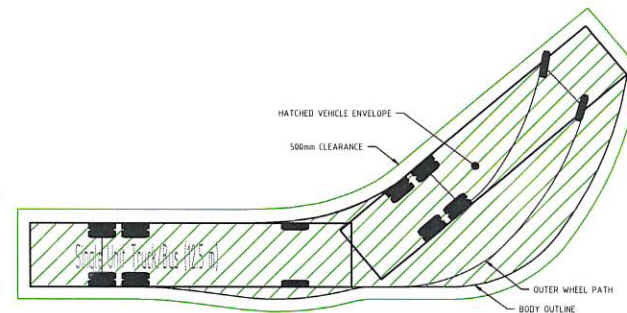 HATCHED VEHICLE ENVELOPE
500mm CLEARANCE
Single Unit Truck/Bus (12.5 m)
OUTER WHEEL PATH
BODY OUTLINE